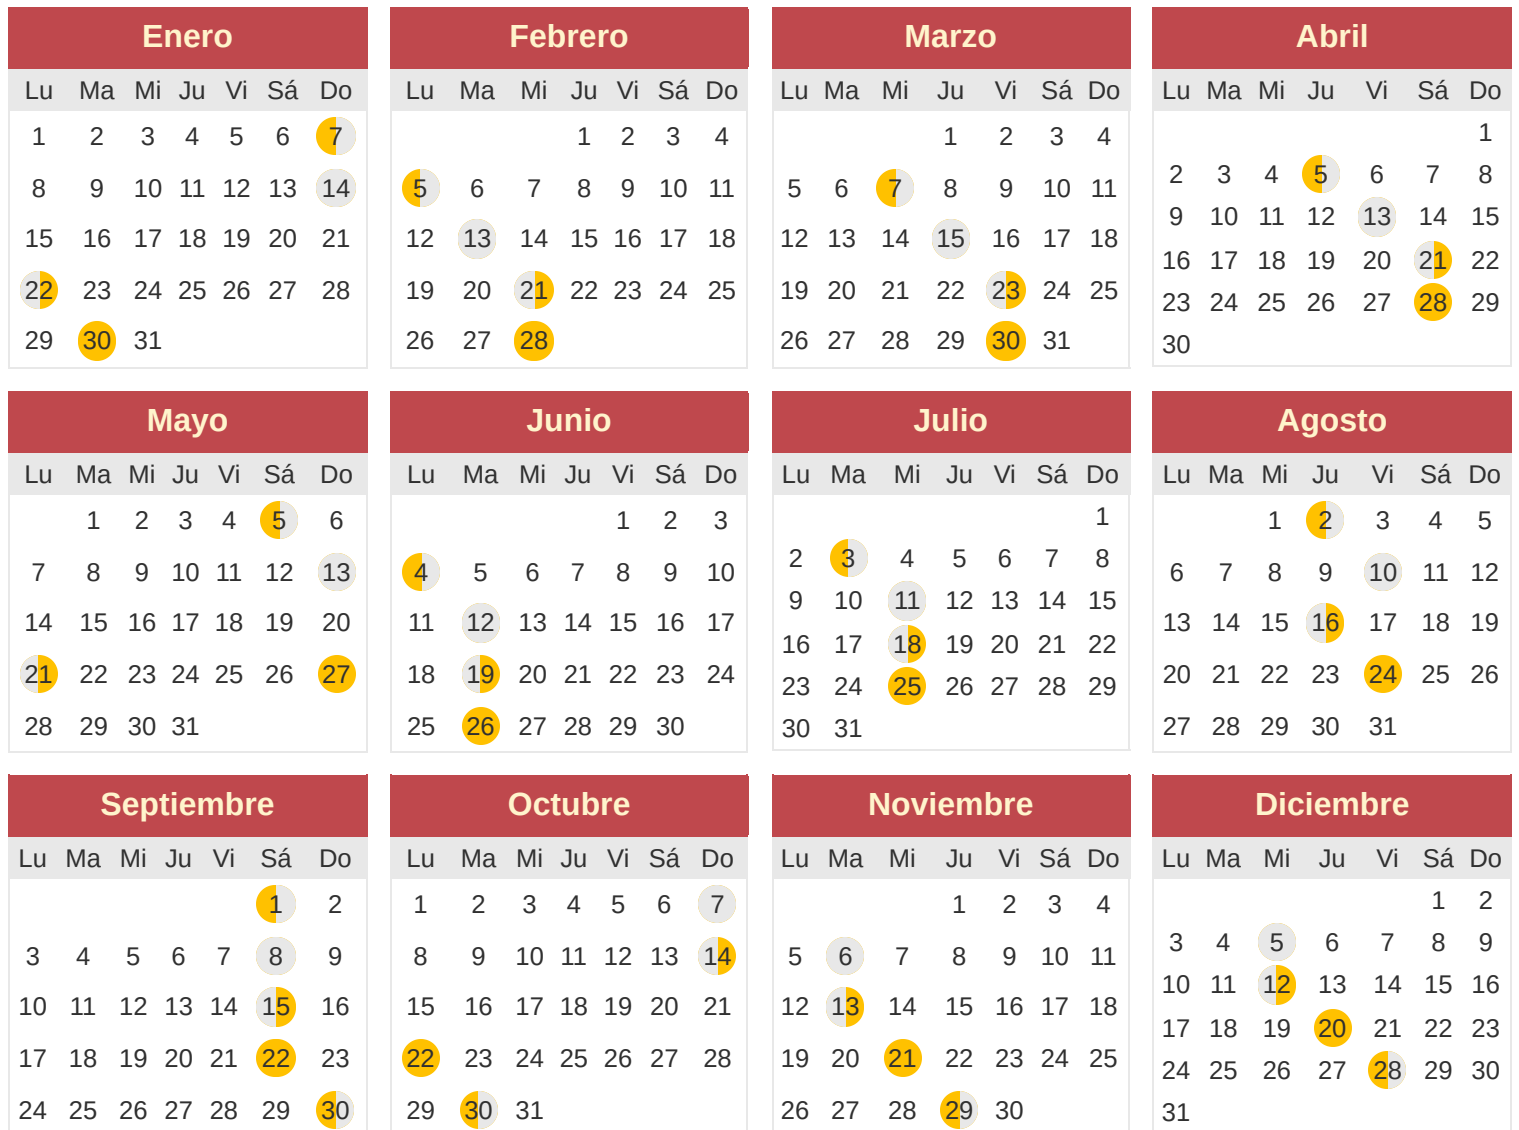 Enero
Lu Ma Mi Ju Vi Sá Do
1 2 3 4 5 6 7
8 9 10 11 12 13 14
15 16 17 18 19 20 21
22 23 24 25 26 27 28
29 30 31
Febrero
Lu Ma Mi Ju Vi Sá Do
1 2 3 4
5 6 7 8 9 10 11
12 13 14 15 16 17 18
19 20 21 22 23 24 25
26 27 28
Marzo
Lu Ma Mi Ju Vi Sá Do
1 2 3 4
5 6 7 8 9 10 11
12 13 14 15 16 17 18
19 20 21 22 23 24 25
26 27 28 29 30 31
Abril
Lu Ma Mi Ju Vi Sá Do
1
2 3 4 5 6 7 8
9 10 11 12 13 14 15
16 17 18 19 20 21 22
23 24 25 26 27 28 29
30
Mayo
Lu Ma Mi Ju Vi Sá Do
1 2 3 4 5 6
7 8 9 10 11 12 13
14 15 16 17 18 19 20
21 22 23 24 25 26 27
28 29 30 31
Junio
Lu Ma Mi Ju Vi Sá Do
1 2 3
4 5 6 7 8 9 10
11 12 13 14 15 16 17
18 19 20 21 22 23 24
25 26 27 28 29 30
Julio
Lu Ma Mi Ju Vi Sá Do
1
2 3 4 5 6 7 8
9 10 11 12 13 14 15
16 17 18 19 20 21 22
23 24 25 26 27 28 29
30 31
Agosto
Lu Ma Mi Ju Vi Sá Do
1 2 3 4 5
6 7 8 9 10 11 12
13 14 15 16 17 18 19
20 21 22 23 24 25 26
27 28 29 30 31
Septiembre
Lu Ma Mi Ju Vi Sá Do
1 2
3 4 5 6 7 8 9
10 11 12 13 14 15 16
17 18 19 20 21 22 23
24 25 26 27 28 29 30
Octubre
Lu Ma Mi Ju Vi Sá Do
1 2 3 4 5 6 7
8 9 10 11 12 13 14
15 16 17 18 19 20 21
22 23 24 25 26 27 28
29 30 31
Noviembre
Lu Ma Mi Ju Vi Sá Do
1 2 3 4
5 6 7 8 9 10 11
12 13 14 15 16 17 18
19 20 21 22 23 24 25
26 27 28 29 30
Diciembre
Lu Ma Mi Ju Vi Sá Do
1 2
3 4 5 6 7 8 9
10 11 12 13 14 15 16
17 18 19 20 21 22 23
24 25 26 27 28 29 30
31